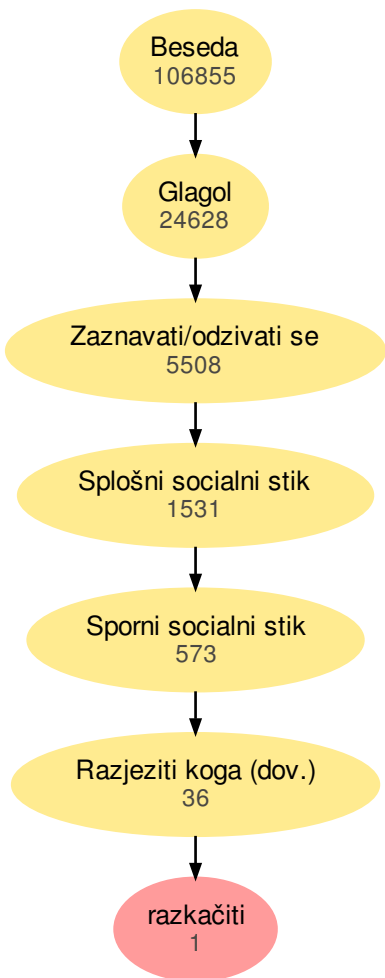 Beseda
106855
Glagol
24628
Zaznavati/odzivati se
5508
Splošni socialni stik
1531
Sporni socialni stik
573
Razjeziti koga (dov.)
36
razkačiti
1